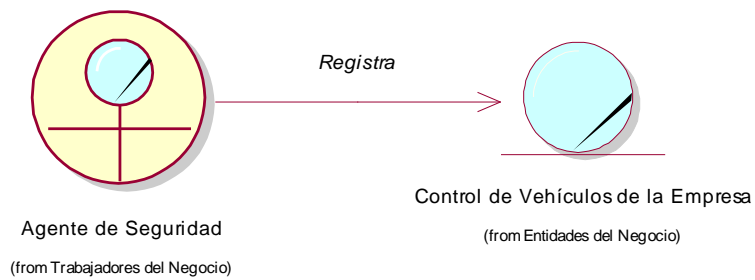 Registra
Agente de Seguridad
(from Trabajadores del Negocio)
Control de Vehículos de la Empresa
(from Entidades del Negocio)